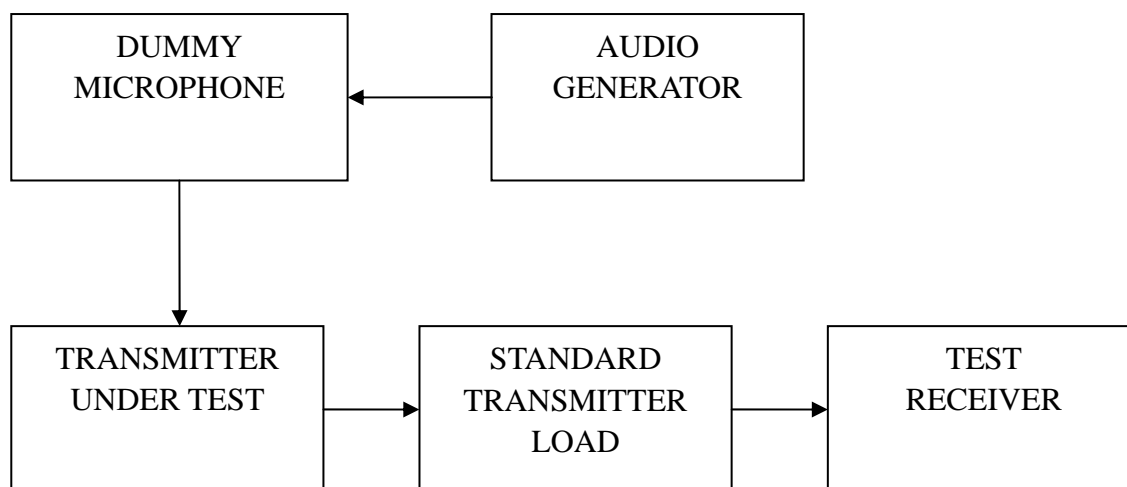 DUMMY
MICROPHONE
AUDIO
GENERATOR
TRANSMITTER
UNDER TEST
STANDARD
TRANSMITTER
LOAD
TEST
RECEIVER